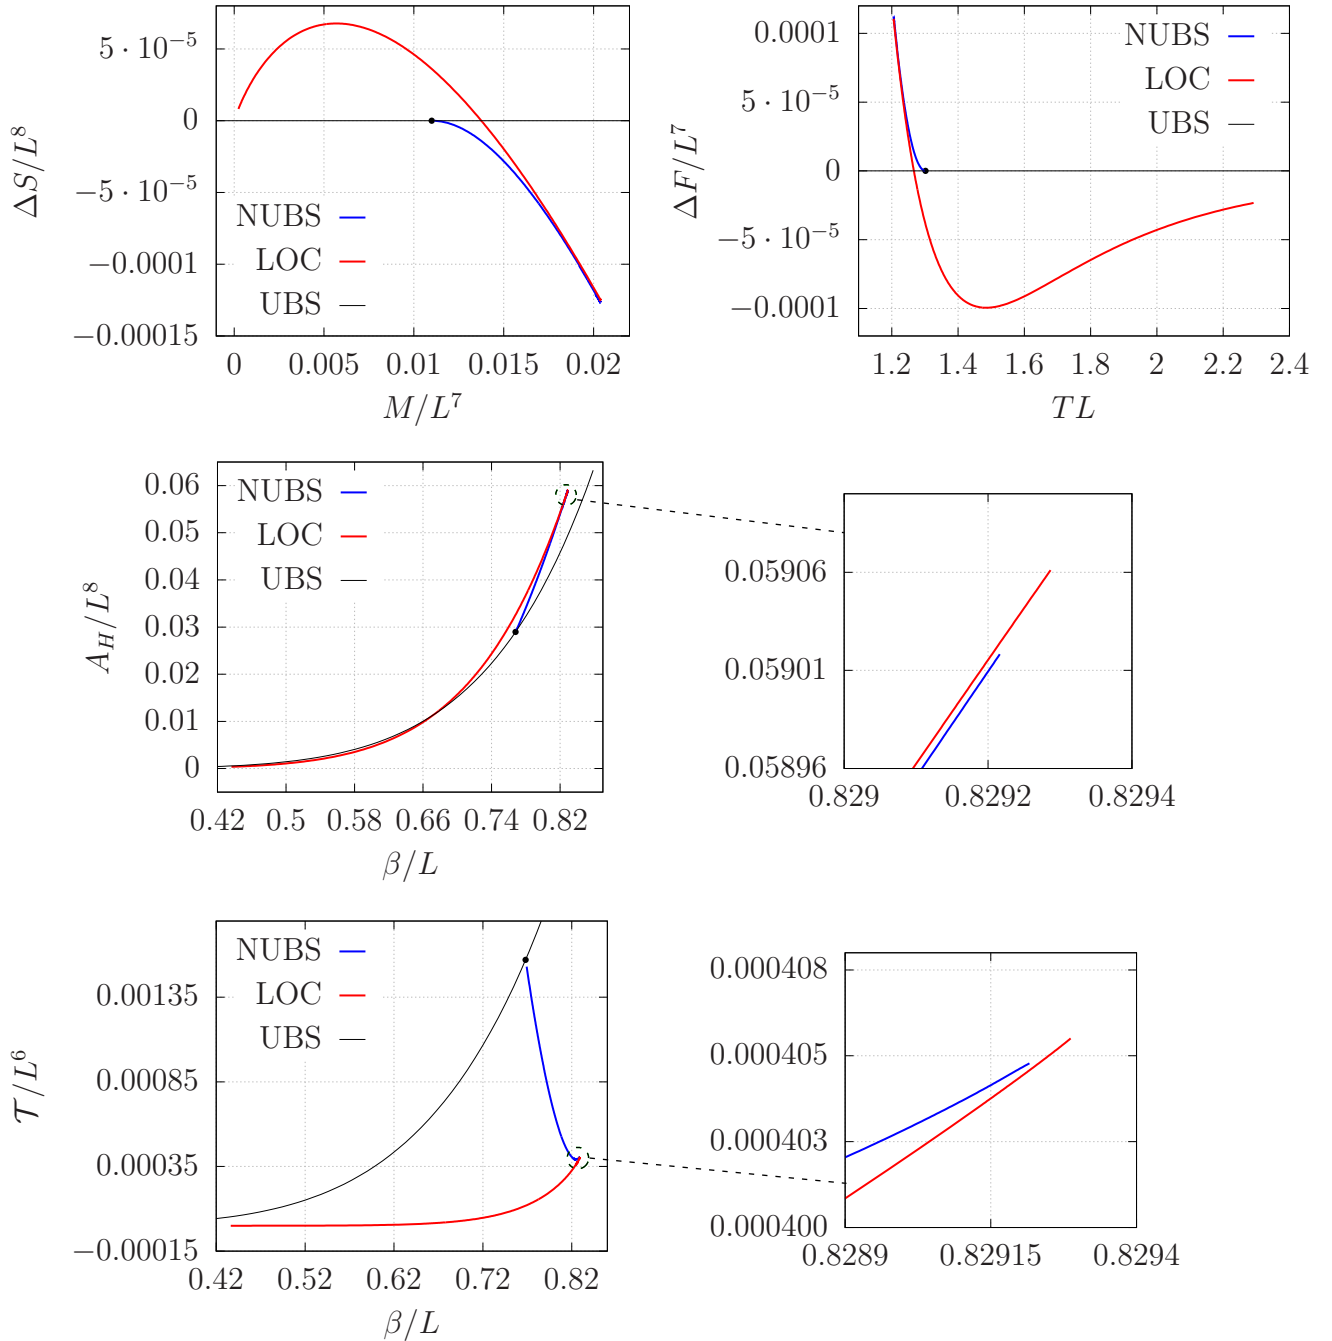 5 · 10⁻⁵
0
−5 · 10⁻⁵
−0.0001
−0.00015
ΔS/L⁸
NUBS
LOC
UBS
0 0.005 0.01 0.015 0.02
M/L⁷
0.0001
5 · 10⁻⁵
0
−5 · 10⁻⁵
−0.0001
ΔF/L⁷
NUBS
LOC
UBS
1.2 1.4 1.6 1.8 2 2.2 2.4
TL
0.06
0.05
0.04
0.03
0.02
0.01
0
A_H/L⁸
NUBS
LOC
UBS
0.42 0.5 0.58 0.66 0.74 0.82
β/L
0.05906
0.05901
0.05896
0.829 0.8292 0.8294
0.00135
0.00085
0.00035
−0.00015
𝒯/L⁶
NUBS
LOC
UBS
0.42 0.52 0.62 0.72 0.82
β/L
0.000408
0.000405
0.000403
0.000400
0.8289 0.82915 0.8294